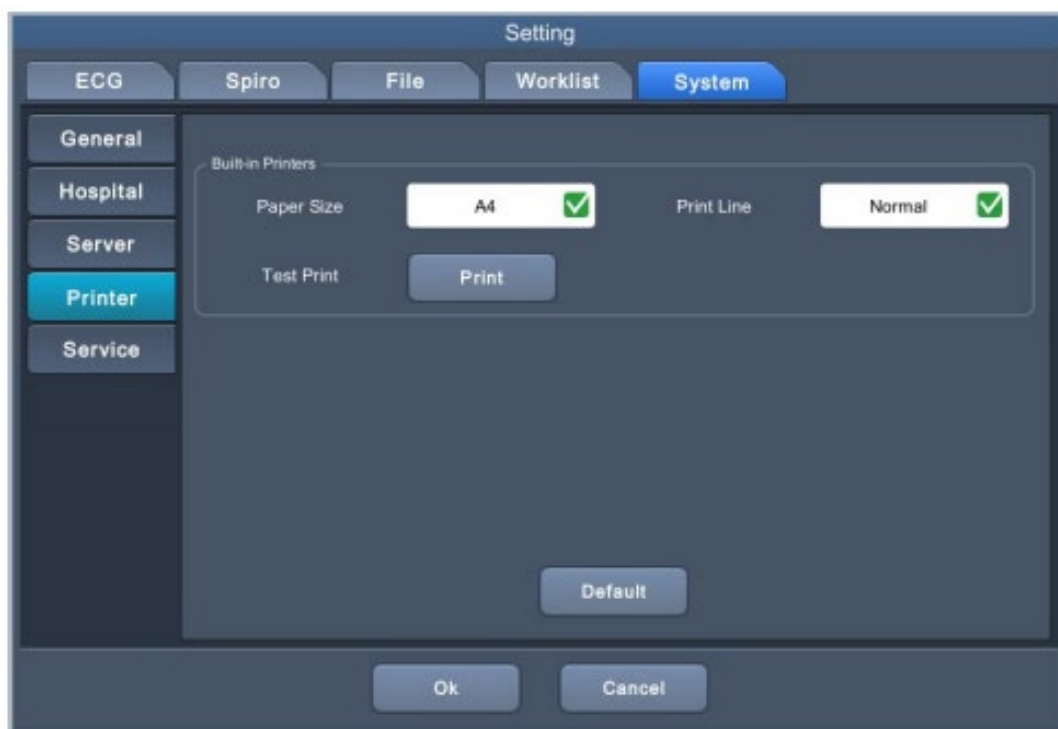 Setting
ECG Spiro File Worklist System
General
Hospital
Server
Printer
Service
Built-in Printers
Paper Size A4 Print Line Normal
Test Print Print
Default
Ok Cancel